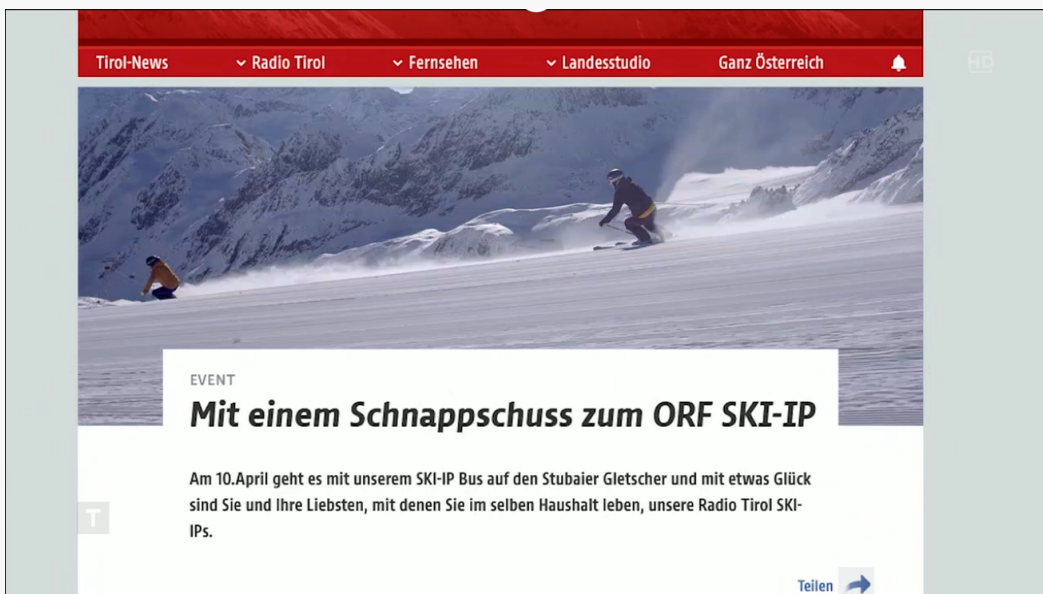 Tirol-News Radio Tirol Fernsehen Landesstudio Ganz Österreich
HD
EVENT
Mit einem Schnappschuss zum ORF SKI-IP
Am 10.April geht es mit unserem SKI-IP Bus auf den Stubaier Gletscher und mit etwas Glück
sind Sie und Ihre Liebsten, mit denen Sie im selben Haushalt leben, unsere Radio Tirol SKI-
IPs.
T
Teilen